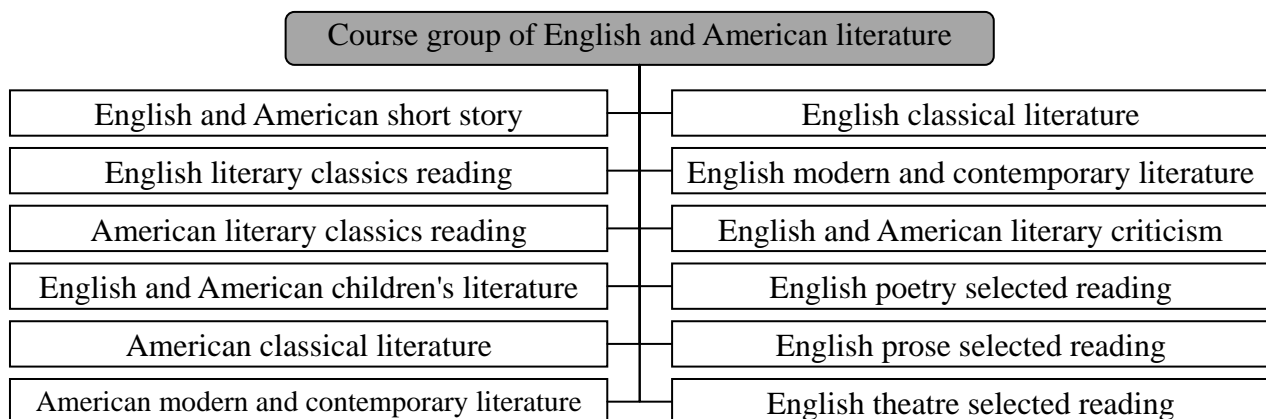 Course group of English and American literature
English and American short story
English classical literature
English literary classics reading
English modern and contemporary literature
American literary classics reading
English and American literary criticism
English and American children's literature
English poetry selected reading
American classical literature
English prose selected reading
American modern and contemporary literature
English theatre selected reading